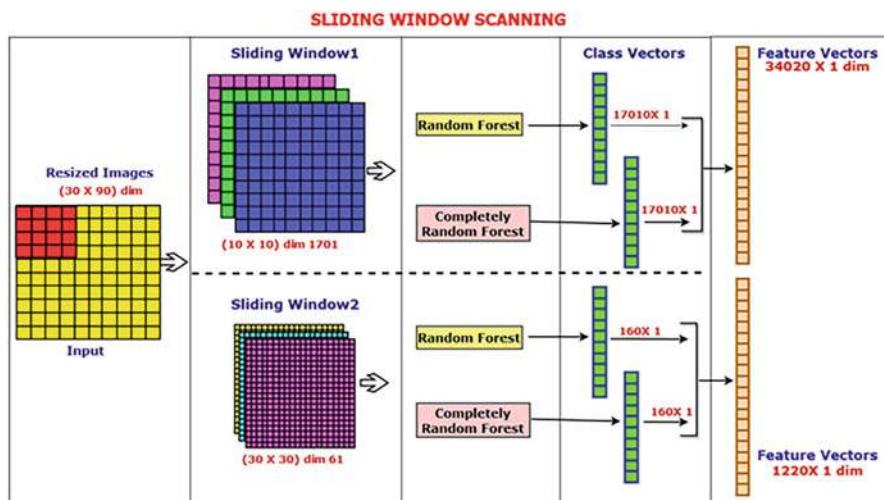 SLIDING WINDOW SCANNING
Resized Images
(30 X 90) dim
Input
Sliding Window1
(10 X 10) dim 1701
Random Forest
Completely
Random Forest
Class Vectors
17010X 1
17010X 1
Feature Vectors
34020 X 1 dim
Sliding Window2
(30 X 30) dim 61
Random Forest
Completely
Random Forest
160X 1
160X 1
Feature Vectors
1220X 1 dim